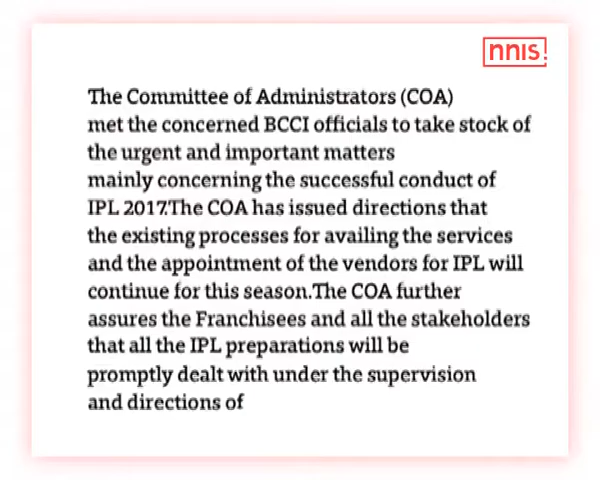 nnis!
The Committee of Administrators (COA)
met the concerned BCCI officials to take stock of
the urgent and important matters
mainly concerning the successful conduct of
IPL 2017.The COA has issued directions that
the existing processes for availing the services
and the appointment of the vendors for IPL will
continue for this season.The COA further
assures the Franchisees and all the stakeholders
that all the IPL preparations will be
promptly dealt with under the supervision
and directions of